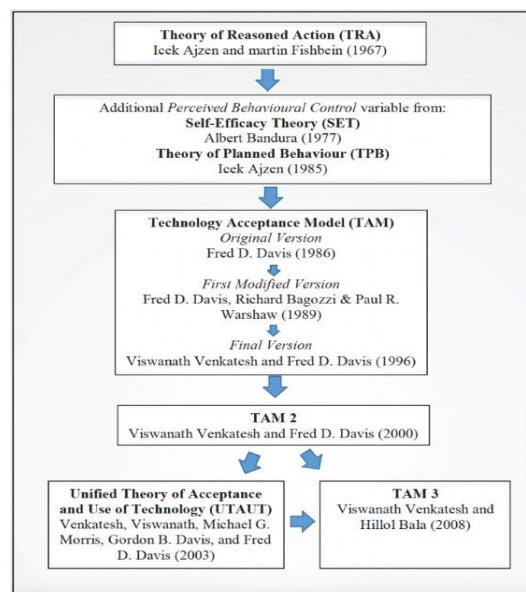 Theory of Reasoned Action (TRA)
Icek Ajzen and martin Fishbein (1967)
Additional Perceived Behavioural Control variable from:
Self-Efficacy Theory (SET)
Albert Bandura (1977)
Theory of Planned Behaviour (TPB)
Icek Ajzen (1985)
Technology Acceptance Model (TAM)
Original Version
Fred D. Davis (1986)
First Modified Version
Fred D. Davis, Richard Bagozzi & Paul R.
Warshaw (1989)
Final Version
Viswanath Venkatesh and Fred D. Davis (1996)
TAM 2
Viswanath Venkatesh and Fred D. Davis (2000)
Unified Theory of Acceptance
and Use of Technology (UTAUT)
Venkatesh, Viswanath, Michael G.
Morris, Gordon B. Davis, and Fred
D. Davis (2003)
TAM 3
Viswanath Venkatesh and
Hillol Bala (2008)